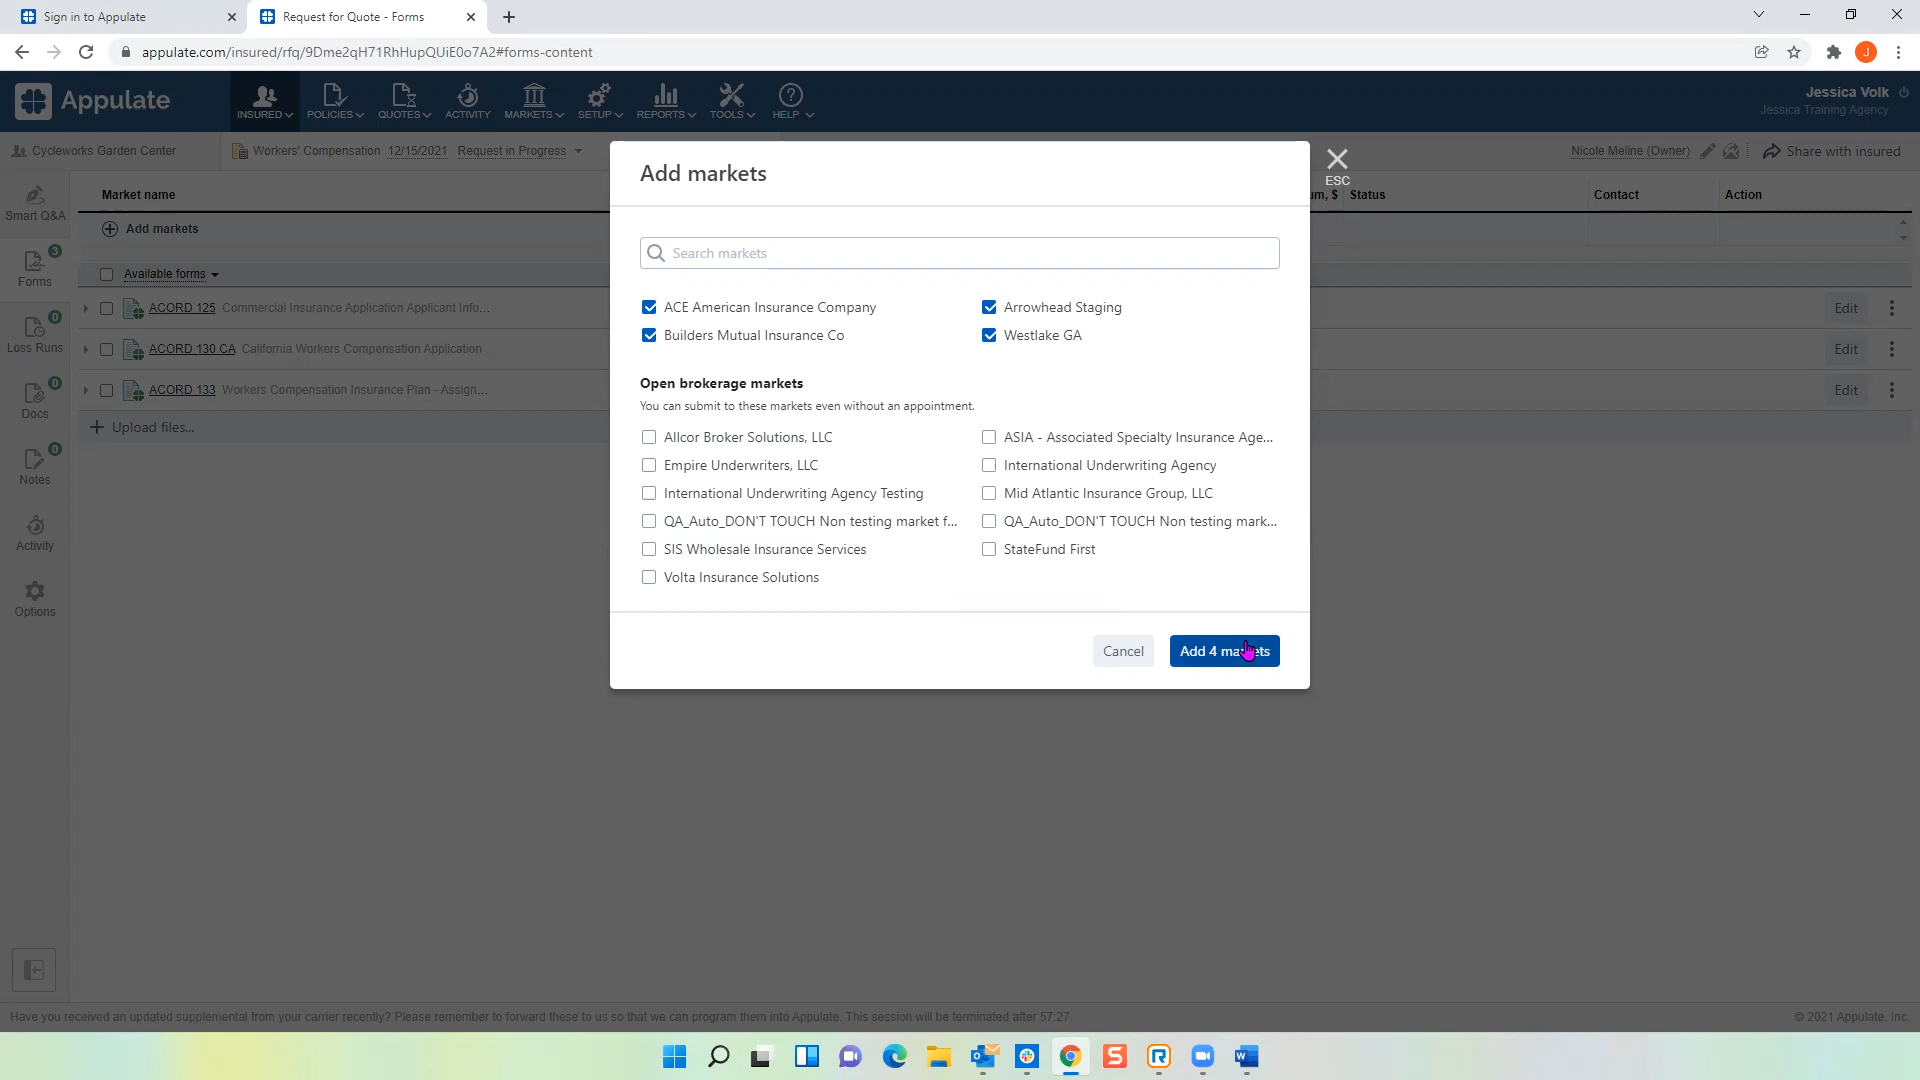 Sign in to Appulate
Request for Quote - Forms
appulate.com/insured/rfq/9Dme2qH71RhHupQUiE0o7A2#forms-content
J
Appulate
INSURED
POLICIES
QUOTES
ACTIVITY
MARKETS
SETUP
REPORTS
TOOLS
HELP
Jessica Volk
Jessica Training Agency
Cycleworks Garden Center
Workers' Compensation 12/15/2021 Request in Progress
Nicole Meline (Owner)
Share with insured
Smart Q&A
Forms 3
Loss Runs 0
Docs 0
Notes 0
Activity
Options
Market name
um, $
Status
Contact
Action
Add markets
Available forms
ACORD 125 Commercial Insurance Application Applicant Info...
Edit
ACORD 130 CA California Workers Compensation Application
Edit
ACORD 133 Workers Compensation Insurance Plan - Assign...
Edit
Upload files...
Add markets
ESC
Search markets
ACE American Insurance Company
Arrowhead Staging
Builders Mutual Insurance Co
Westlake GA
Open brokerage markets
You can submit to these markets even without an appointment.
Allcor Broker Solutions, LLC
ASIA - Associated Specialty Insurance Age...
Empire Underwriters, LLC
International Underwriting Agency
International Underwriting Agency Testing
Mid Atlantic Insurance Group, LLC
QA_Auto_DON'T TOUCH Non testing market f...
QA_Auto_DON'T TOUCH Non testing mark...
SIS Wholesale Insurance Services
StateFund First
Volta Insurance Solutions
Cancel
Add 4 markets
Have you received an updated supplemental from your carrier recently? Please remember to forward these to us so that we can program them into Appulate. This session will be terminated after 57:27.
© 2021 Appulate, Inc.